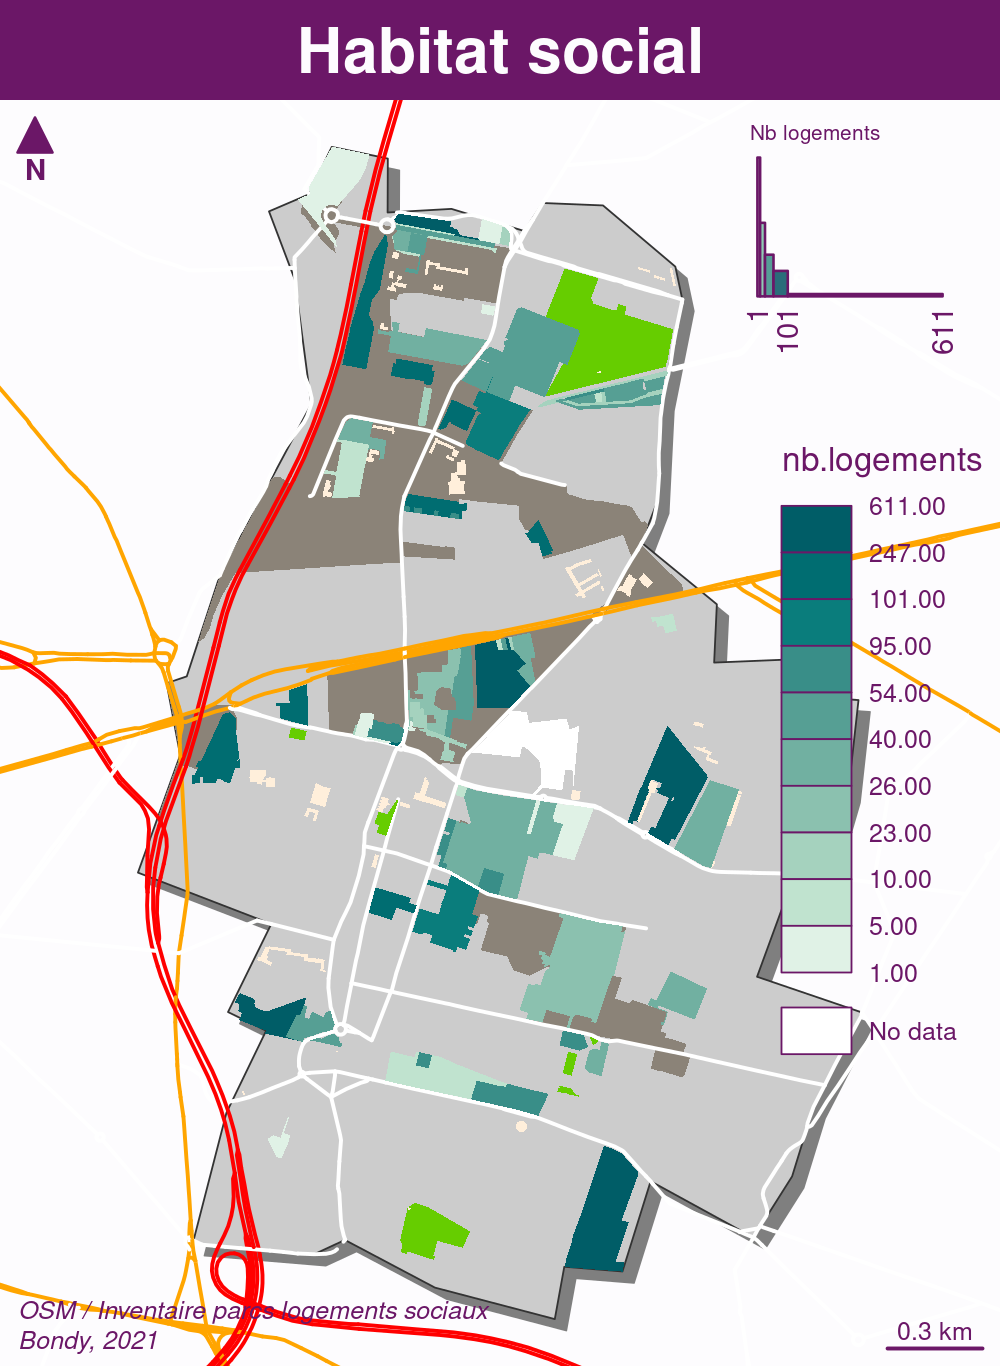 Habitat social
N
Nb logements
1
101
611
nb.logements
611.00
247.00
101.00
95.00
54.00
40.00
26.00
23.00
10.00
5.00
1.00
No data
OSM / Inventaire parcs logements sociaux
Bondy, 2021
0.3 km